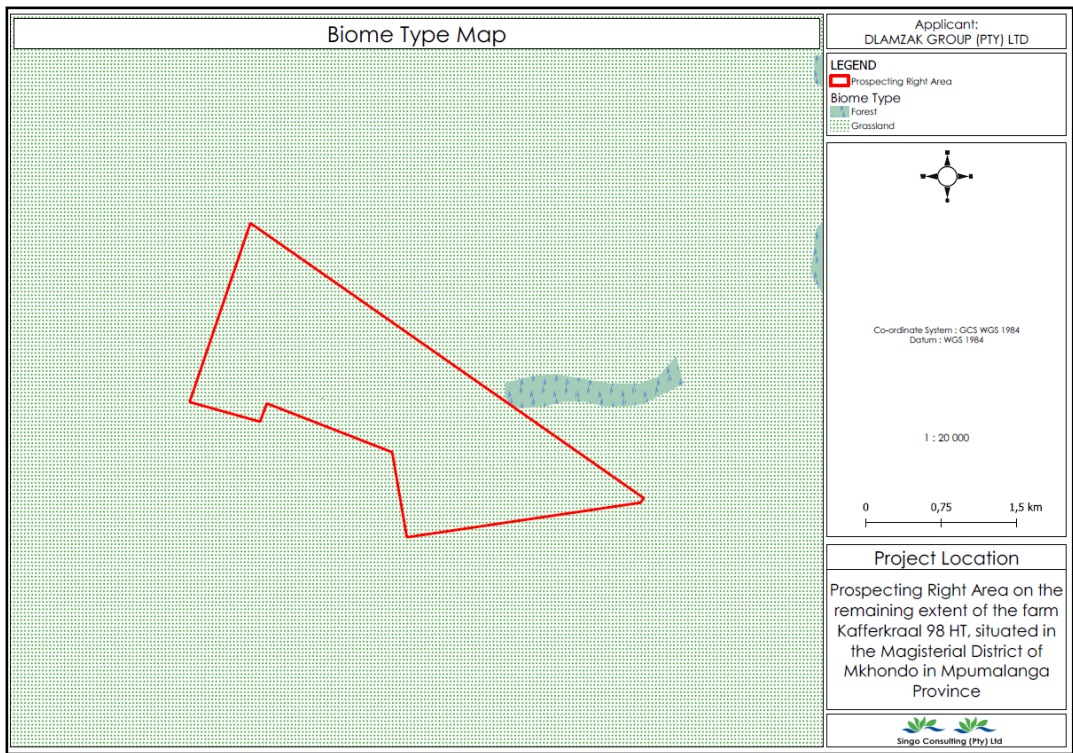 Biome Type Map
Applicant:
DLAMZAK GROUP (PTY) LTD
LEGEND
Prospecting Right Area
Biome Type
Forest
Grassland
Co-ordinate System : GCS WGS 1984
Datum : WGS 1984
1 : 20 000
0 0,75 1,5 km
Project Location
Prospecting Right Area on the
remaining extent of the farm
Kafferkraal 98 HT, situated in
the Magisterial District of
Mkhondo in Mpumalanga
Province
Singo Consulting (Pty) Ltd